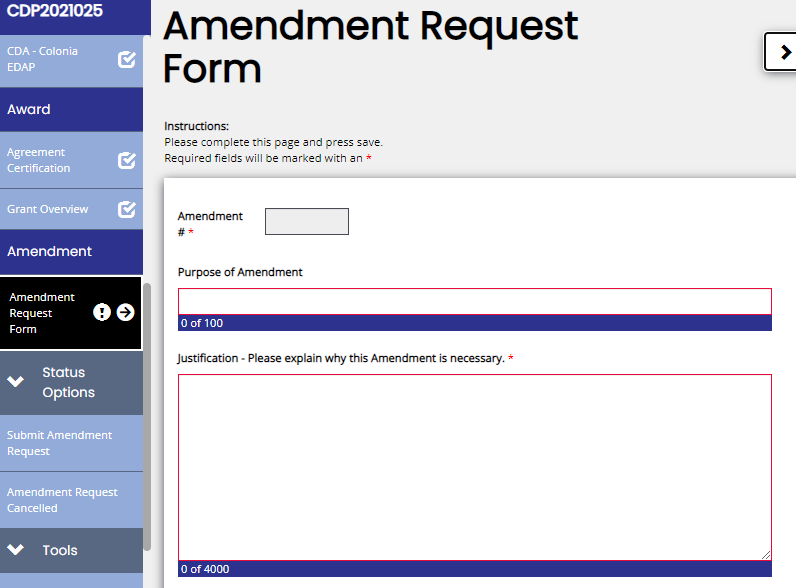 CDP2021025
CDA - Colonia
EDAP
Award
Agreement
Certification
Grant Overview
Amendment
Amendment
Request
Form
Status
Options
Submit Amendment
Request
Amendment Request
Cancelled
Tools
Amendment Request
Form
Instructions:
Please complete this page and press save.
Required fields will be marked with an *
Amendment
# *
Purpose of Amendment
0 of 100
Justification - Please explain why this Amendment is necessary. *
0 of 4000